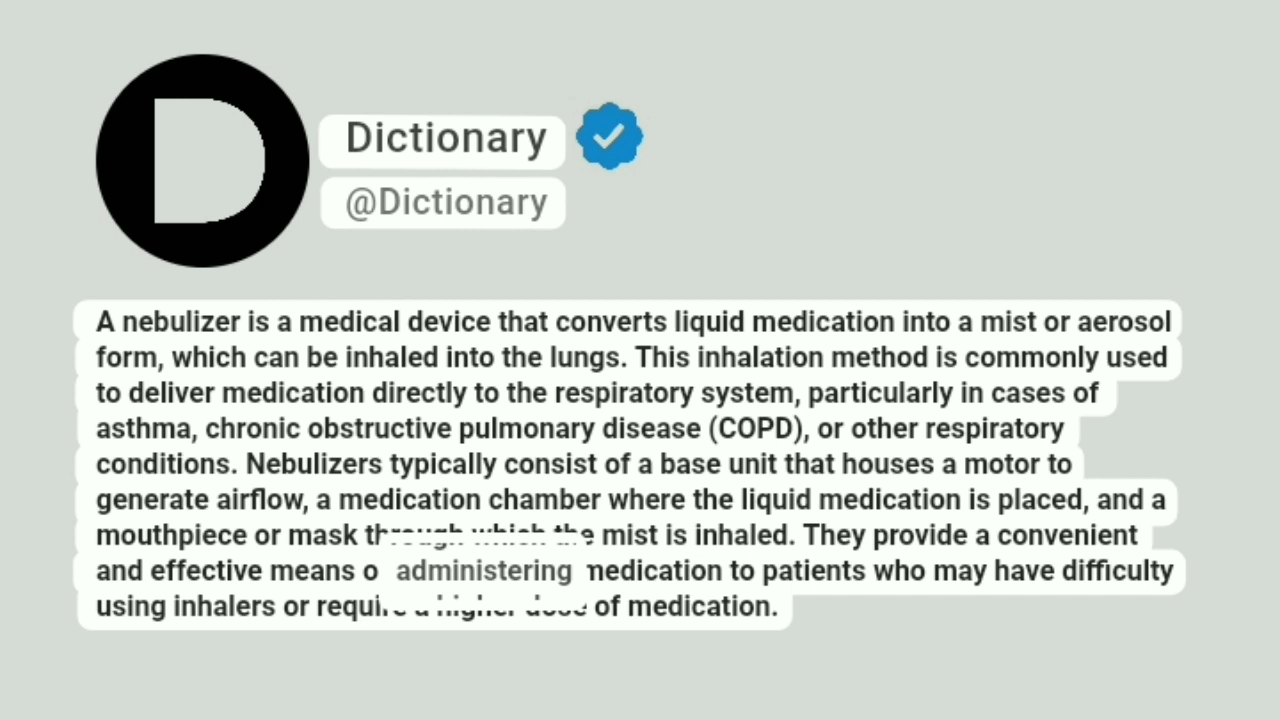 D
Dictionary
@Dictionary
A nebulizer is a medical device that converts liquid medication into a mist or aerosol
form, which can be inhaled into the lungs. This inhalation method is commonly used
to deliver medication directly to the respiratory system, particularly in cases of
asthma, chronic obstructive pulmonary disease (COPD), or other respiratory
conditions. Nebulizers typically consist of a base unit that houses a motor to
generate airflow, a medication chamber where the liquid medication is placed, and a
mouthpiece or mask through which the mist is inhaled. They provide a convenient
and effective means o administering medication to patients who may have difficulty
using inhalers or require a higher dose of medication.